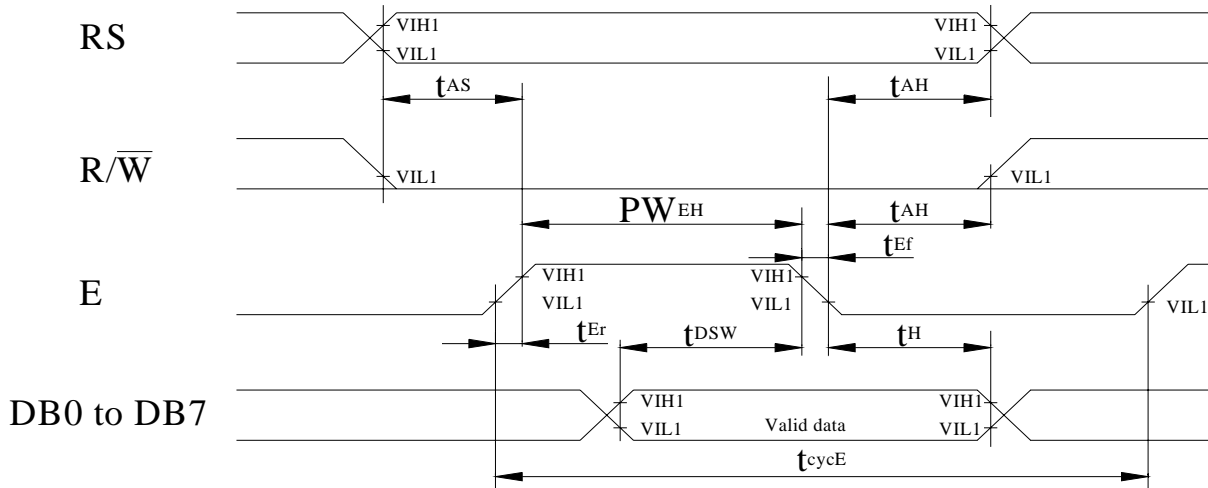 RS
VIH1
VIL1
VIH1
VIL1
tAS
tAH
R/W̅
VIL1
VIL1
PWEH
tAH
tEf
E
VIH1
VIL1
VIH1
VIL1
VIL1
tEr
tDSW
tH
DB0 to DB7
VIH1
VIL1
Valid data
VIH1
VIL1
tcycE